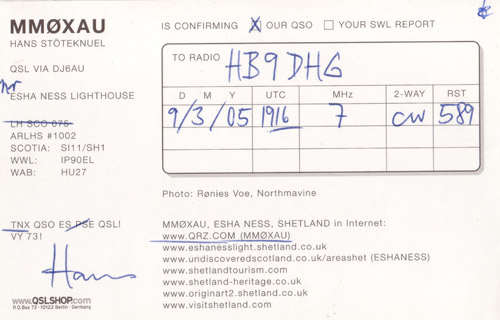 MMØXAU
HANS STÖTEKNUEL
QSL VIA DJ6AU
nr
ESHA NESS LIGHTHOUSE
LH SCO 075
ARLHS #1002
SCOTIA: SI11/SH1
WWL: IP90EL
WAB: HU27
TNX QSO ES PSE QSL!
VY 73!
Hans
www.QSLSHOP.com
IS CONFIRMING X OUR QSO YOUR SWL REPORT
TO RADIO HB9DHG
D M Y UTC MHz 2-WAY RST
9/3/05 1916 7 CW 589
Photo: Rønies Voe, Northmavine
MMØXAU, ESHA NESS, SHETLAND in Internet:
www.QRZ.COM (MMØXAU)
www.eshanesslight.shetland.co.uk
www.undiscoveredscotland.co.uk/areashet (ESHANESS)
www.shetlandtourism.com
www.shetland-heritage.co.uk
www.originart2.shetland.co.uk
www.visitshetland.com